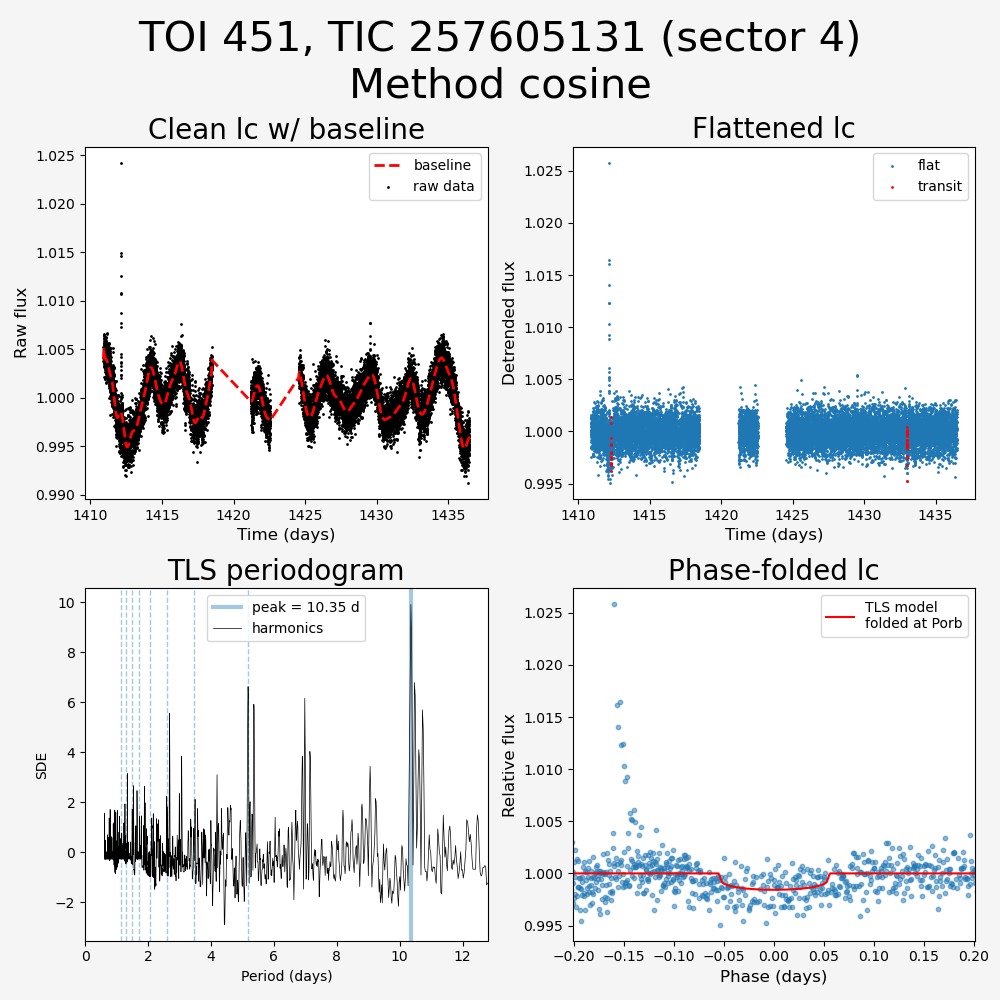 TOI 451, TIC 257605131 (sector 4)
Method cosine
Clean lc w/ baseline
Raw flux
1.025
1.020
1.015
1.010
1.005
1.000
0.995
0.990
baseline
raw data
1410
1415
1420
1425
1430
1435
Time (days)
Flattened lc
Detrended flux
1.025
1.020
1.015
1.010
1.005
1.000
0.995
flat
transit
1410
1415
1420
1425
1430
1435
Time (days)
TLS periodogram
SDE
10
8
6
4
2
0
−2
peak = 10.35 d
harmonics
0
2
4
6
8
10
12
Period (days)
Phase-folded lc
Relative flux
1.025
1.020
1.015
1.010
1.005
1.000
0.995
TLS model
folded at Porb
−0.20
−0.15
−0.10
−0.05
0.00
0.05
0.10
0.15
0.20
Phase (days)